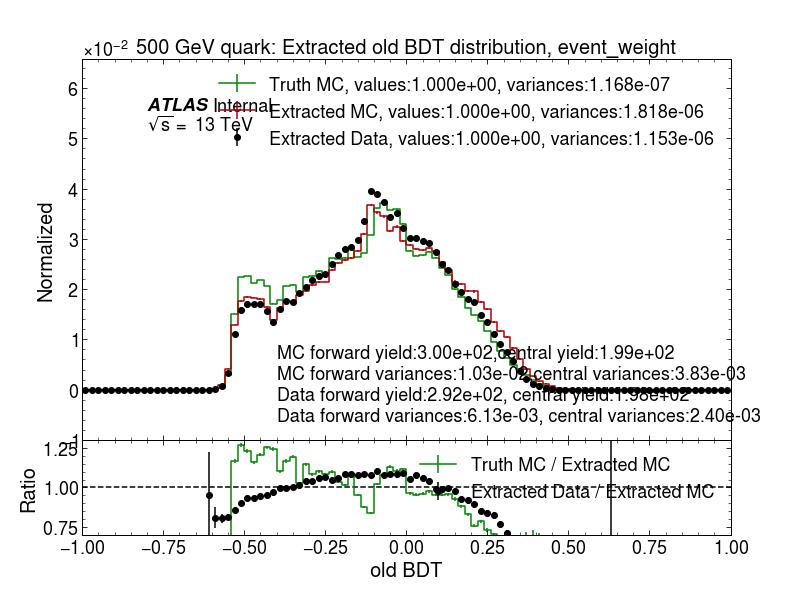 ×10⁻² 500 GeV quark: Extracted old BDT distribution, event_weight
Truth MC, values:1.000e+00, variances:1.168e-07
ATLAS Internal
Extracted MC, values:1.000e+00, variances:1.818e-06
√s = 13 TeV
Extracted Data, values:1.000e+00, variances:1.153e-06
Normalized
6
5
4
3
2
1
0
1
MC forward yield:3.00e+02, central yield:1.99e+02
MC forward variances:1.03e-02, central variances:3.83e-03
Data forward yield:2.92e+02, central yield:1.98e+02
Data forward variances:6.13e-03, central variances:2.40e-03
Ratio
1.25
1.00
0.75
Truth MC / Extracted MC
Extracted Data / Extracted MC
−1.00 −0.75 −0.50 −0.25 0.00 0.25 0.50 0.75 1.00
old BDT